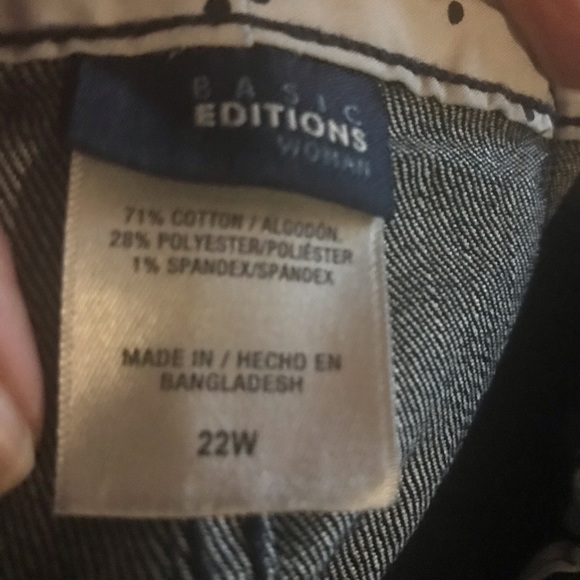 BASIC
EDITIONS
WOMAN
71% COTTON / ALGODÓN.
28% POLYESTER/POLIÉSTER
1% SPANDEX/SPANDEX
MADE IN / HECHO EN
BANGLADESH
22W